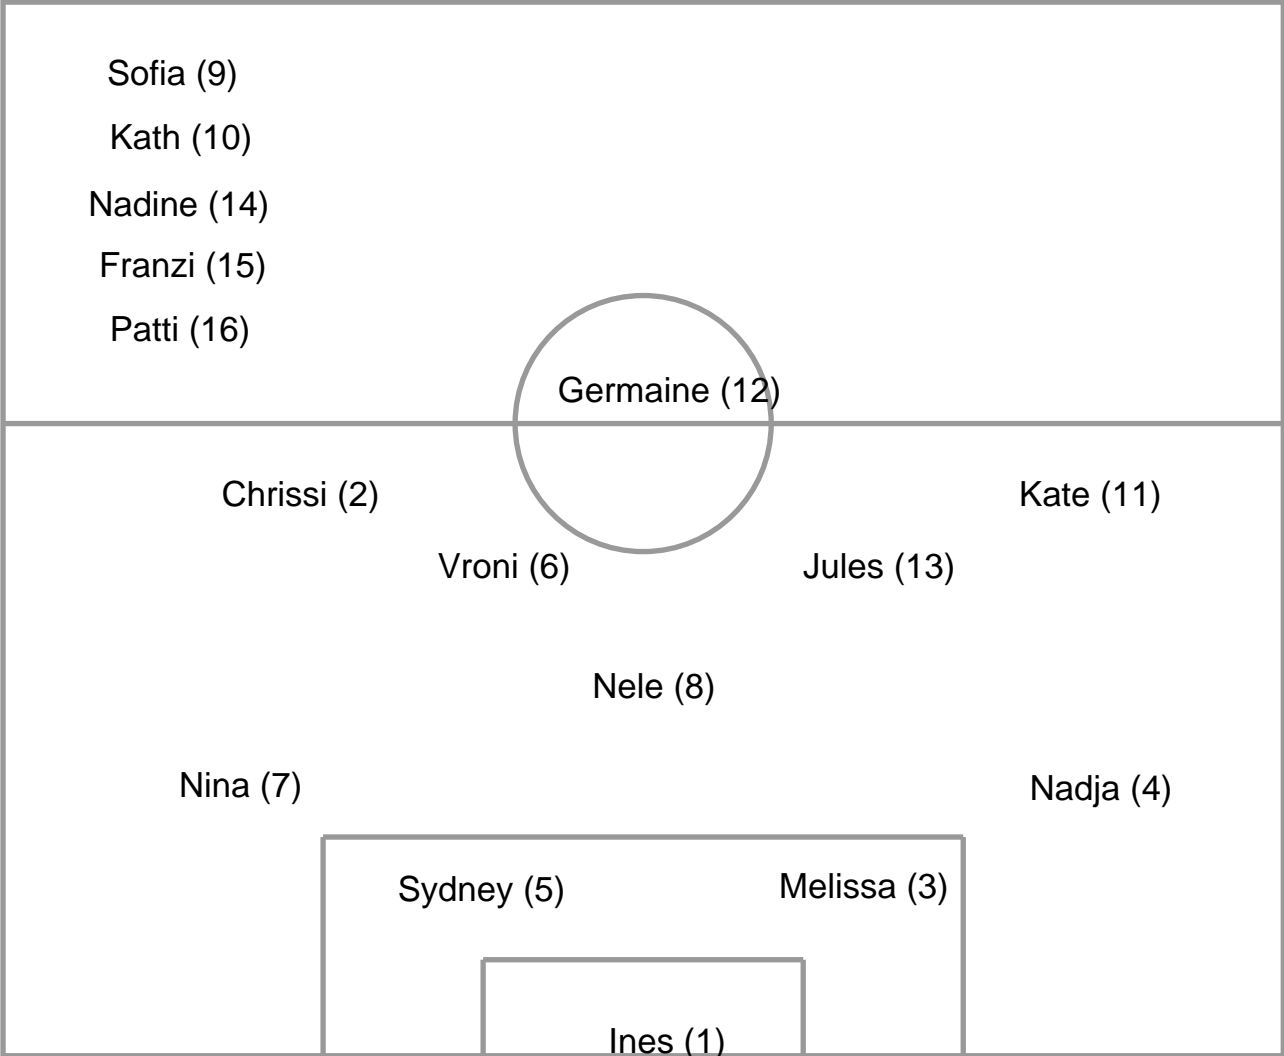 Sofia (9)
Kath (10)
Nadine (14)
Franzi (15)
Patti (16)
Germaine (12)
Chrissi (2)
Kate (11)
Vroni (6)
Jules (13)
Nele (8)
Nina (7)
Nadja (4)
Sydney (5)
Melissa (3)
Ines (1)